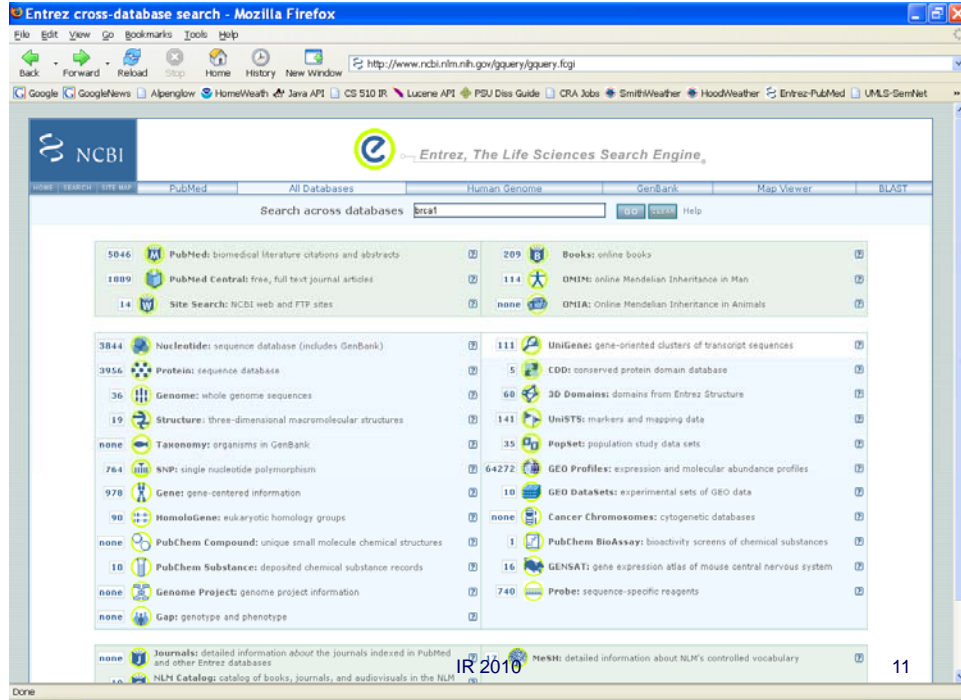 Entrez cross-database search - Mozilla Firefox
File Edit View Go Bookmarks Tools Help
Back Forward Reload Stop Home History New Window http://www.ncbi.nlm.nih.gov/gquery/gquery.fcgi
Google GoogleNews Alpenglow HomeWeath Java API CS 510 IR Lucene API PSU Diss Guide CRA Jobs SmithWeather HoodWeather Entrez-PubMed UMLS-SemNet »
NCBI
Entrez, The Life Sciences Search Engine
HOME SEARCH SITE MAP PubMed All Databases Human Genome GenBank Map Viewer BLAST
Search across databases brca1 GO CLEAR Help
5046 PubMed: biomedical literature citations and abstracts ?
209 Books: online books ?
1889 PubMed Central: free, full text journal articles ?
114 OMIM: online Mendelian Inheritance in Man ?
14 Site Search: NCBI web and FTP sites ?
none OMIA: Online Mendelian Inheritance in Animals ?
3844 Nucleotide: sequence database (includes GenBank) ?
111 UniGene: gene-oriented clusters of transcript sequences ?
3956 Protein: sequence database ?
5 CDD: conserved protein domain database ?
36 Genome: whole genome sequences ?
60 3D Domains: domains from Entrez Structure ?
19 Structure: three-dimensional macromolecular structures ?
141 UniSTS: markers and mapping data ?
none Taxonomy: organisms in GenBank ?
35 PopSet: population study data sets ?
764 SNP: single nucleotide polymorphism ?
64272 GEO Profiles: expression and molecular abundance profiles ?
978 Gene: gene-centered information ?
10 GEO DataSets: experimental sets of GEO data ?
90 HomoloGene: eukaryotic homology groups ?
none Cancer Chromosomes: cytogenetic databases ?
none PubChem Compound: unique small molecule chemical structures ?
1 PubChem BioAssay: bioactivity screens of chemical substances ?
10 PubChem Substance: deposited chemical substance records ?
16 GENSAT: gene expression atlas of mouse central nervous system ?
none Genome Project: genome project information ?
740 Probe: sequence-specific reagents ?
none Gap: genotype and phenotype ?
none Journals: detailed information about the journals indexed in PubMed
and other Entrez databases ?
17 MeSH: detailed information about NLM's controlled vocabulary ?
NLM Catalog: catalog of books, journals, and audiovisuals in the NLM
IR 2010
11
Done